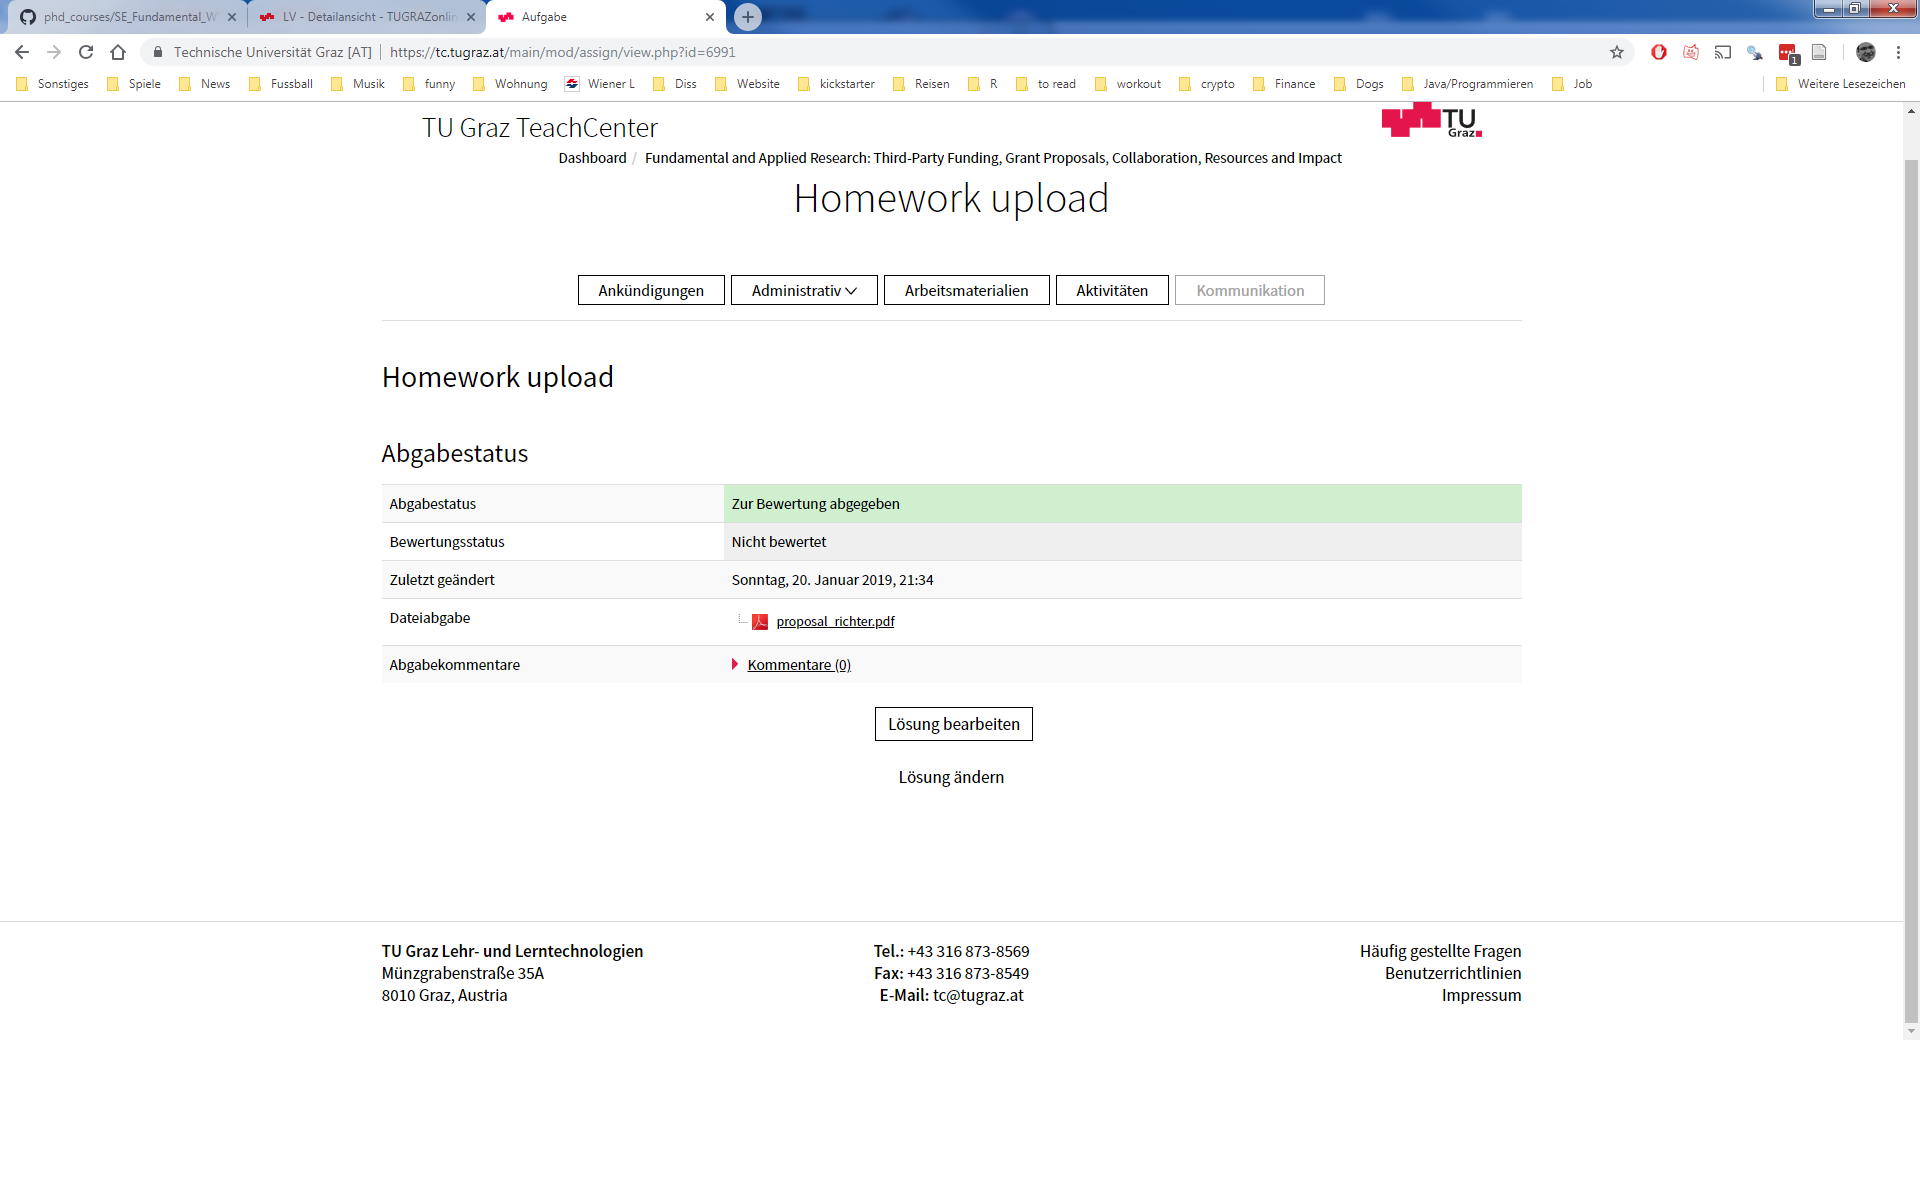 phd_courses/SE_Fundamental_W
LV - Detailansicht - TUGRAZonlin
Aufgabe
Technische Universität Graz [AT] | https://tc.tugraz.at/main/mod/assign/view.php?id=6991
1
Sonstiges Spiele News Fussball Musik funny Wohnung Wiener L Diss Website kickstarter Reisen R to read workout crypto Finance Dogs Java/Programmieren Job Weitere Lesezeichen
TU Graz TeachCenter
TU Graz
Dashboard / Fundamental and Applied Research: Third-Party Funding, Grant Proposals, Collaboration, Resources and Impact
Homework upload
Ankündigungen Administrativ Arbeitsmaterialien Aktivitäten Kommunikation
Homework upload
Abgabestatus
Abgabestatus Zur Bewertung abgegeben
Bewertungsstatus Nicht bewertet
Zuletzt geändert Sonntag, 20. Januar 2019, 21:34
Dateiabgabe proposal_richter.pdf
Abgabekommentare Kommentare (0)
Lösung bearbeiten
Lösung ändern
TU Graz Lehr- und Lerntechnologien
Münzgrabenstraße 35A
8010 Graz, Austria
Tel.: +43 316 873-8569
Fax: +43 316 873-8549
E-Mail: tc@tugraz.at
Häufig gestellte Fragen
Benutzerrichtlinien
Impressum